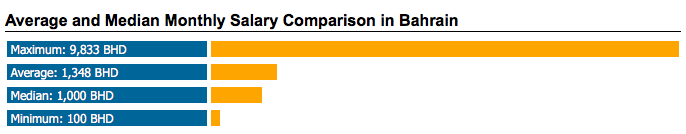 Average and Median Monthly Salary Comparison in Bahrain
Maximum: 9,833 BHD
Average: 1,348 BHD
Median: 1,000 BHD
Minimum: 100 BHD